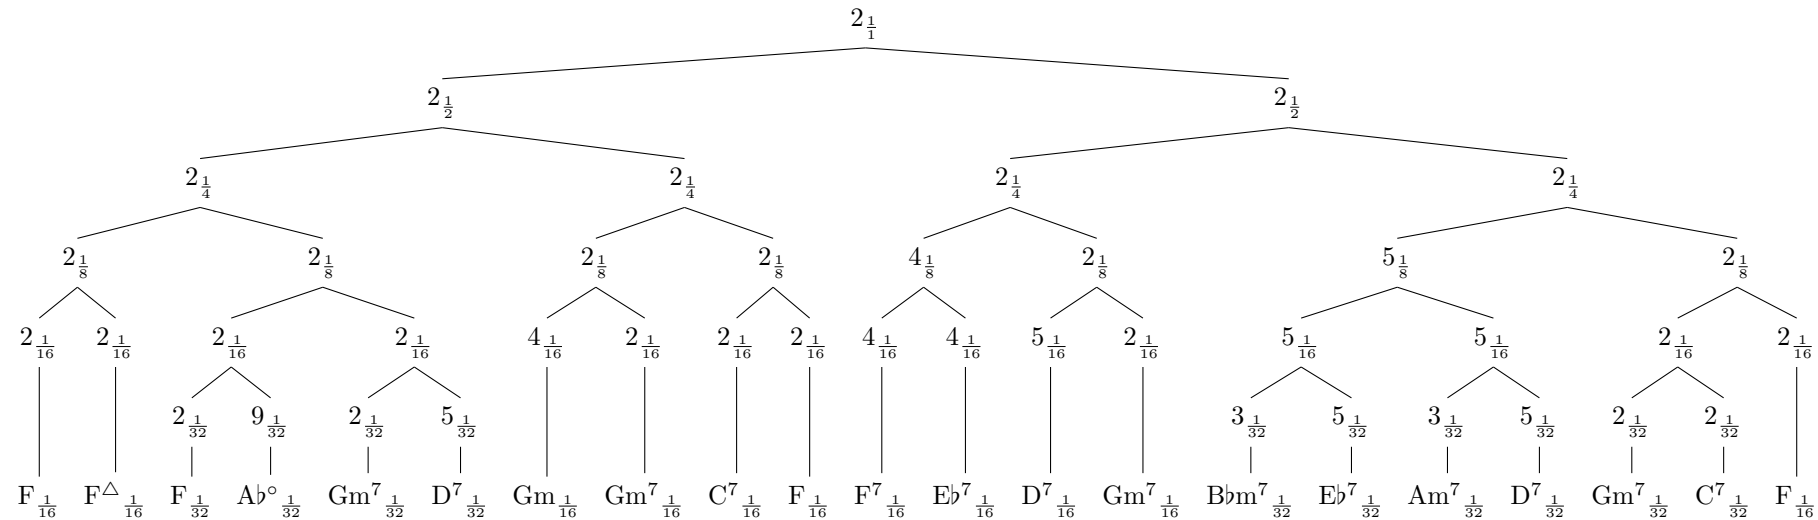 2 1/1
2 1/2 2 1/2
2 1/4 2 1/4 2 1/4 2 1/4
2 1/8 2 1/8 2 1/8 2 1/8 4 1/8 2 1/8 5 1/8 2 1/8
2 1/16 2 1/16 2 1/16 2 1/16 4 1/16 2 1/16 2 1/16 2 1/16 4 1/16 4 1/16 5 1/16 2 1/16 5 1/16 5 1/16 2 1/16 2 1/16
2 1/32 9 1/32 2 1/32 5 1/32 3 1/32 5 1/32 3 1/32 5 1/32 2 1/32 2 1/32
F 1/16 F△ 1/16 F 1/32 A♭° 1/32 Gm⁷ 1/32 D⁷ 1/32 Gm 1/16 Gm⁷ 1/16 C⁷ 1/16 F 1/16 F⁷ 1/16 E♭⁷ 1/16 D⁷ 1/16 Gm⁷ 1/16 B♭m⁷ 1/32 E♭⁷ 1/32 Am⁷ 1/32 D⁷ 1/32 Gm⁷ 1/32 C⁷ 1/32 F 1/16